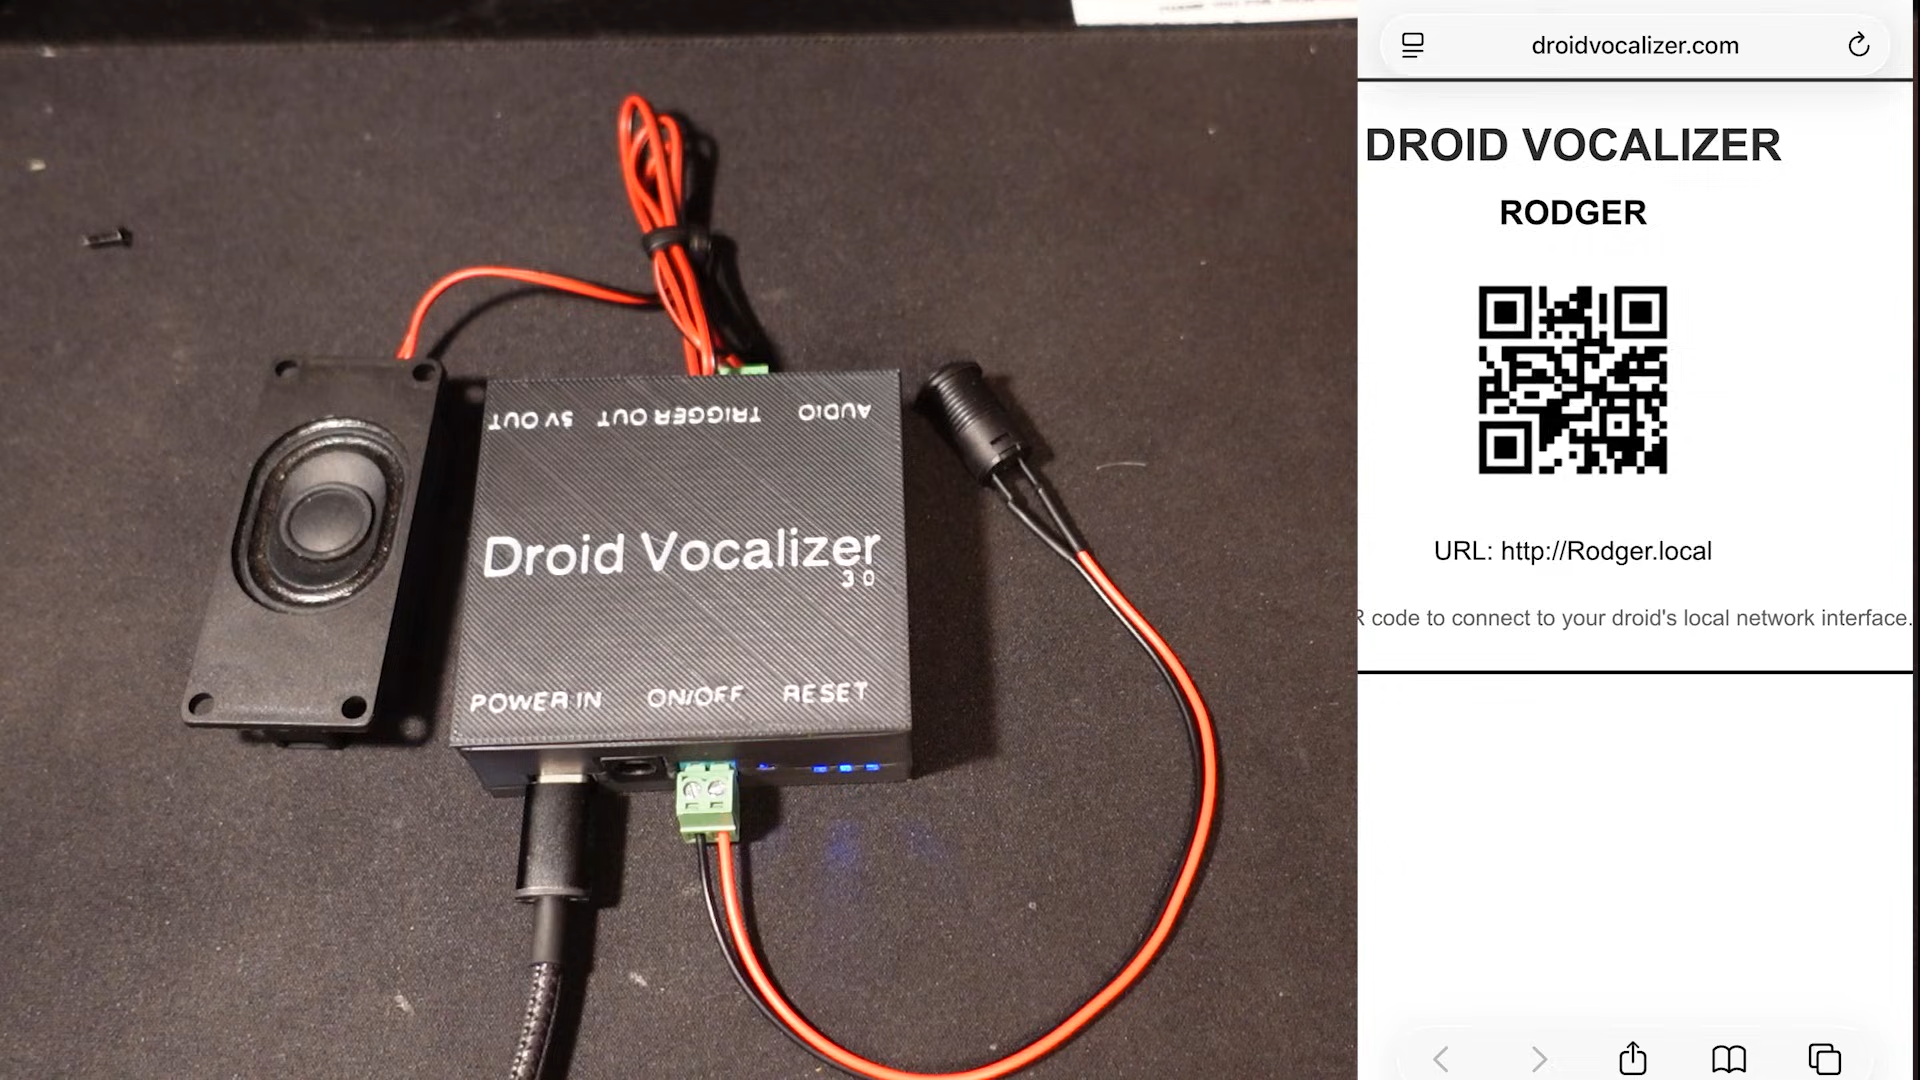 5V OUT TRIGGER OUT AUDIO
Droid Vocalizer
3.0
POWER IN ON/OFF RESET
droidvocalizer.com
DROID VOCALIZER
RODGER
URL: http://Rodger.local
code to connect to your droid's local network interface.